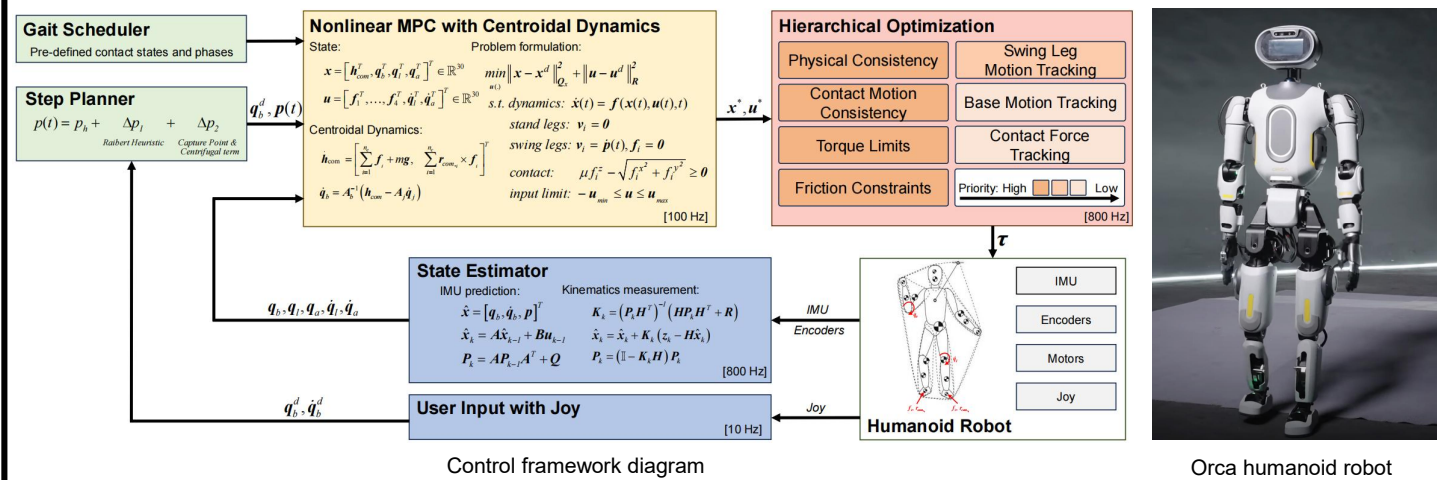 Gait Scheduler
Pre-defined contact states and phases
Step Planner
p(t) = p_h + Δp_1 + Δp_2
Raibert Heuristic
Capture Point &
Centrifugal term
q_b^d, p(t)
Nonlinear MPC with Centroidal Dynamics
State:
x = [h_com^T, q_b^T, q_l^T, q_a^T]^T ∈ ℝ^30
u = [f_1^T, …, f_4^T, q̇_l^T, q̇_a^T]^T ∈ ℝ^30
Centroidal Dynamics:
ḣ_com = [∑_{i=1}^{n_c} f_i + mg, ∑_{i=1}^{n_c} r_{com,c_i} × f_i]^T
q̇_b = A_b^{-1}(h_com − A_j q̇_j)
Problem formulation:
min_{u(.)} ‖x − x^d‖²_{Q_x} + ‖u − u^d‖²_R
s.t. dynamics: ẋ(t) = f(x(t), u(t), t)
stand legs: v_i = 0
swing legs: v_i = ṗ(t), f_i = 0
contact: μf_i^z − √(f_i^{x2} + f_i^{y2}) ≥ 0
input limit: − u_min ≤ u ≤ u_max
[100 Hz]
x*, u*
Hierarchical Optimization
Physical Consistency
Swing Leg
Motion Tracking
Contact Motion
Consistency
Base Motion Tracking
Torque Limits
Contact Force
Tracking
Friction Constraints
Priority: High Low
[800 Hz]
τ
State Estimator
IMU prediction:
x̂ = [q_b, q̇_b, p]^T
x̂_k = Ax̂_{k-1} + Bu_{k-1}
P_k = AP_{k-1}A^T + Q
Kinematics measurement:
K_k = (P_k H^T)^{-1}(HP_k H^T + R)
x̂_k = x̂_k + K_k(z_k − Hx̂_k)
P_k = (𝕀 − K_k H)P_k
[800 Hz]
q_b, q_l, q_a, q̇_l, q̇_a
IMU
Encoders
IMU
Encoders
Motors
Joy
Humanoid Robot
Joy
User Input with Joy
[10 Hz]
q_b^d, q̇_b^d
Control framework diagram
Orca humanoid robot